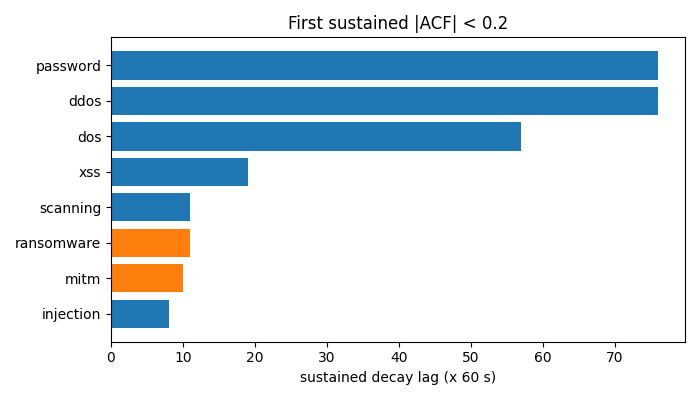 First sustained |ACF| < 0.2
password
ddos
dos
xss
scanning
ransomware
mitm
injection
0 10 20 30 40 50 60 70
sustained decay lag (x 60 s)